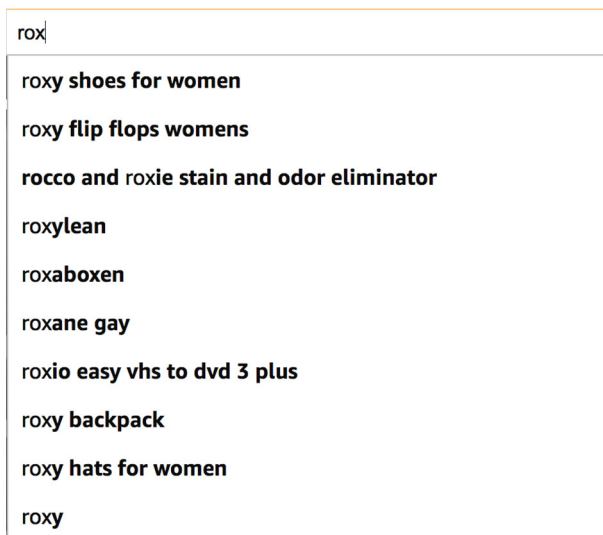 rox
roxy shoes for women
roxy flip flops womens
rocco and roxie stain and odor eliminator
roxylean
roxaboxen
roxane gay
roxio easy vhs to dvd 3 plus
roxy backpack
roxy hats for women
roxy